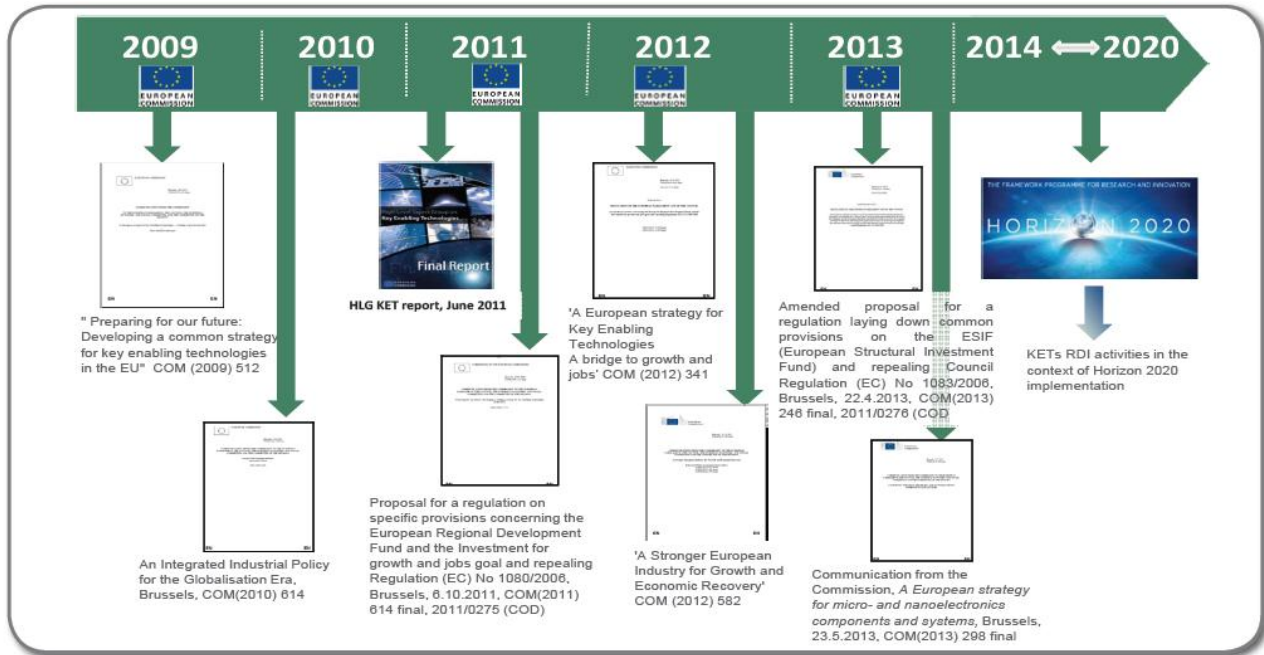 2009
2010
2011
2012
2013
2014
2020
EUROPEAN
COMMISSION
EUROPEAN
COMMISSION
EUROPEAN
COMMISSION
EUROPEAN
COMMISSION
EUROPEAN
COMMISSION
Key Enabling Technologies
Final Report
HLG KET report, June 2011
THE FRAMEWORK PROGRAMME FOR RESEARCH AND INNOVATION
HORIZON 2020
" Preparing for our future:
Developing a common strategy
for key enabling technologies
in the EU" COM (2009) 512
'A European strategy for
Key Enabling
Technologies
A bridge to growth and
jobs' COM (2012) 341
Amended proposal for a
regulation laying down common
provisions on the ESIF
(European Structural Investment
Fund) and repealing Council
Regulation (EC) No 1083/2006,
Brussels, 22.4.2013, COM(2013)
246 final, 2011/0276 (COD
KETs RDI activities in the
context of Horizon 2020
implementation
An Integrated Industrial Policy
for the Globalisation Era,
Brussels, COM(2010) 614
Proposal for a regulation on
specific provisions concerning the
European Regional Development
Fund and the Investment for
growth and jobs goal and repealing
Regulation (EC) No 1080/2006,
Brussels, 6.10.2011, COM(2011)
614 final, 2011/0275 (COD)
'A Stronger European
Industry for Growth and
Economic Recovery'
COM (2012) 582
Communication from the
Commission, A European strategy
for micro- and nanoelectronics
components and systems, Brussels,
23.5.2013, COM(2013) 298 final